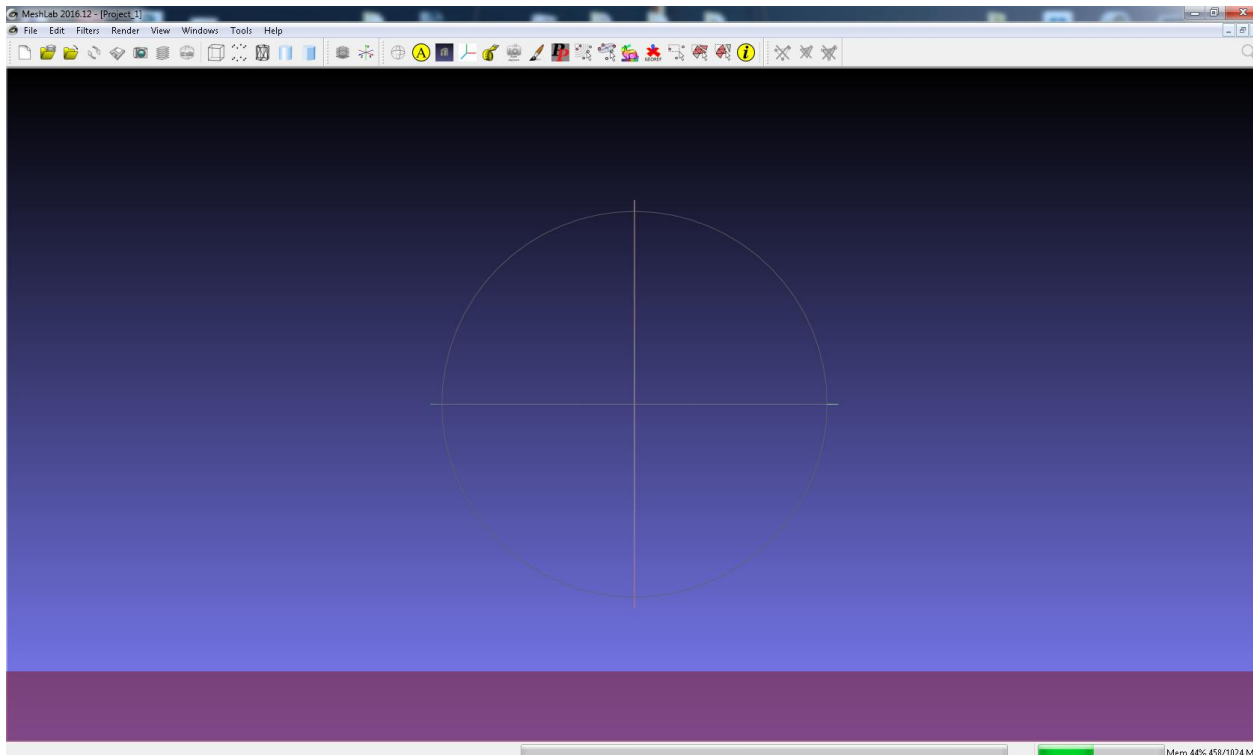 MeshLab 2016.12 - [Project_1]
File Edit Filters Render View Windows Tools Help
A
i
Mem 44% 458/1024 M